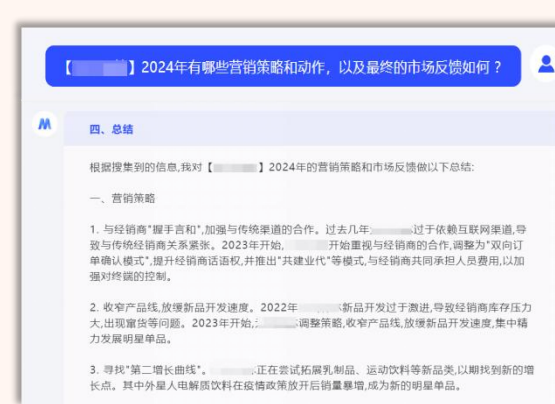 【 】2024年有哪些营销策略和动作，以及最终的市场反馈如何？
四、总结
根据搜集到的信息,我对【 】2024年的营销策略和市场反馈做以下总结:
一、营销策略
1. 与经销商"握手言和",加强与传统渠道的合作。过去几年, 过于依赖互联网渠道,导
致与传统经销商关系紧张。2023年开始, 开始重视与经销商的合作,调整为"双向订
单确认模式",提升经销商话语权,并推出"共建业代"等模式,与经销商共同承担人员费用,以加
强对终端的控制。
2. 收窄产品线,放缓新品开发速度。2022年 新品开发过于激进,导致经销商库存压力
大,出现窜货等问题。2023年开始, 调整策略,收窄产品线,放缓新品开发速度,集中精
力发展明星单品。
3. 寻找"第二增长曲线"。 正在尝试拓展乳制品、运动饮料等新品类,以期找到新的增
长点。其中外星人电解质饮料在疫情政策放开后销量暴增,成为新的明星单品。